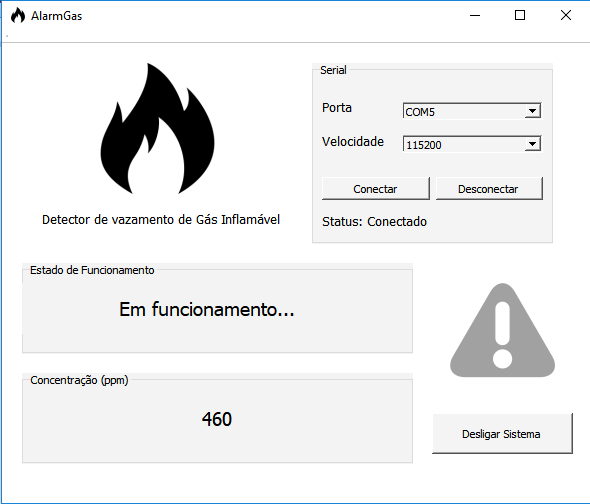 AlarmGas
Serial
Porta
COM5
Velocidade
115200
Conectar
Desconectar
Status: Conectado
Detector de vazamento de Gás Inflamável
Estado de Funcionamento
Em funcionamento...
Concentração (ppm)
460
Desligar Sistema